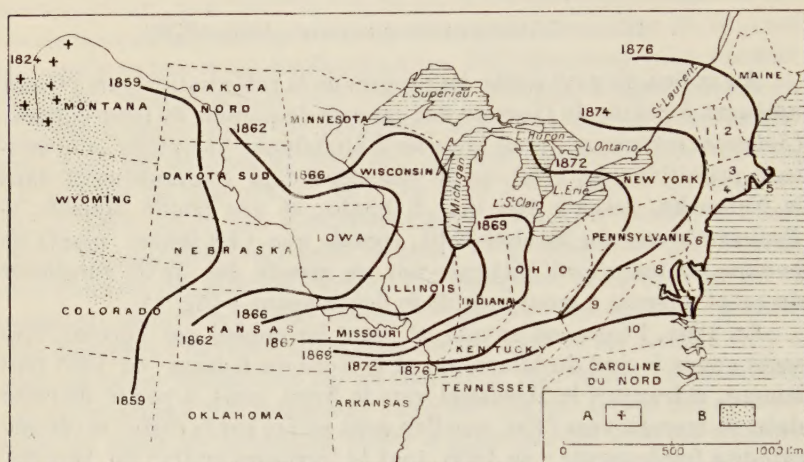 1876
MAINE
1824
1859
DAKOTA
NORD
MONTANA
1862
MINNESOTA
L. Supérieur
1874
St Laurent
L. Huron
L. Ontario
1
2
1872
3
4
5
DAKOTA SUD
1866
WISCONSIN
L. Michigan
NEW YORK
WYOMING
L. Erié
L. St Clair
1869
IOWA
PENNSYLVANIE
6
NEBRASKA
OHIO
8
7
ILLINOIS
INDIANA
COLORADO
1866
9
KANSAS
MISSOURI
1862
1867
10
1869
KENTUCKY
1872
1876
CAROLINE
DU NORD
TENNESSEE
1859
ARKANSAS
OKLAHOMA
A
+
B
0
500
1000 Km